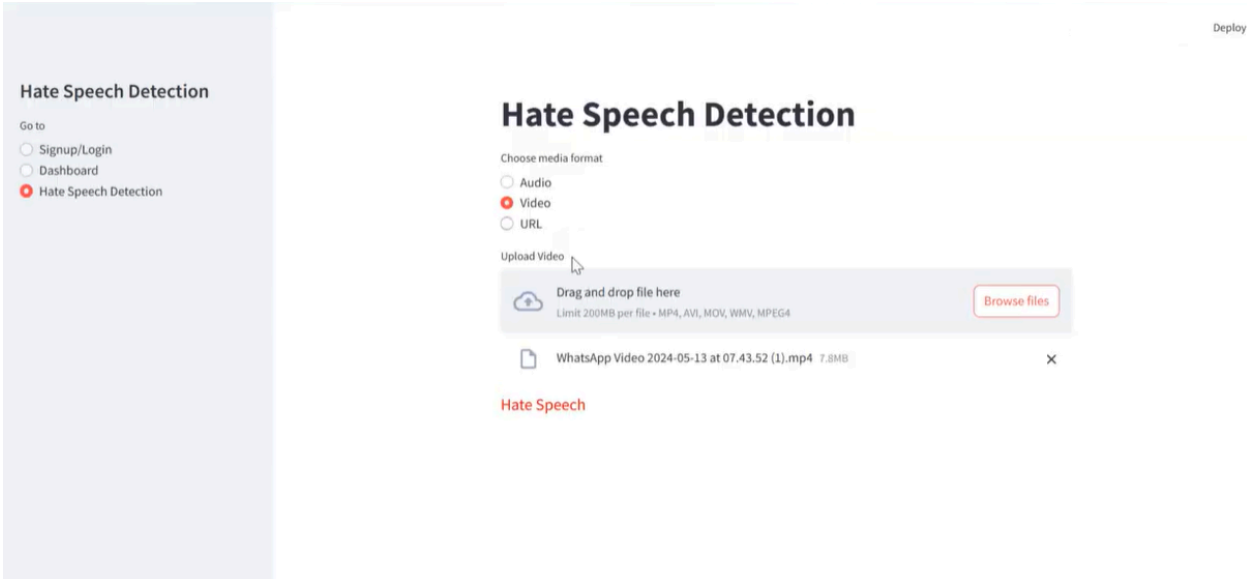 Deploy
Hate Speech Detection
Go to
Signup/Login
Dashboard
Hate Speech Detection
Hate Speech Detection
Choose media format
Audio
Video
URL
Upload Video
Drag and drop file here
Limit 200MB per file • MP4, AVI, MOV, WMV, MPEG4
Browse files
WhatsApp Video 2024-05-13 at 07.43.52 (1).mp4 7.8MB
Hate Speech